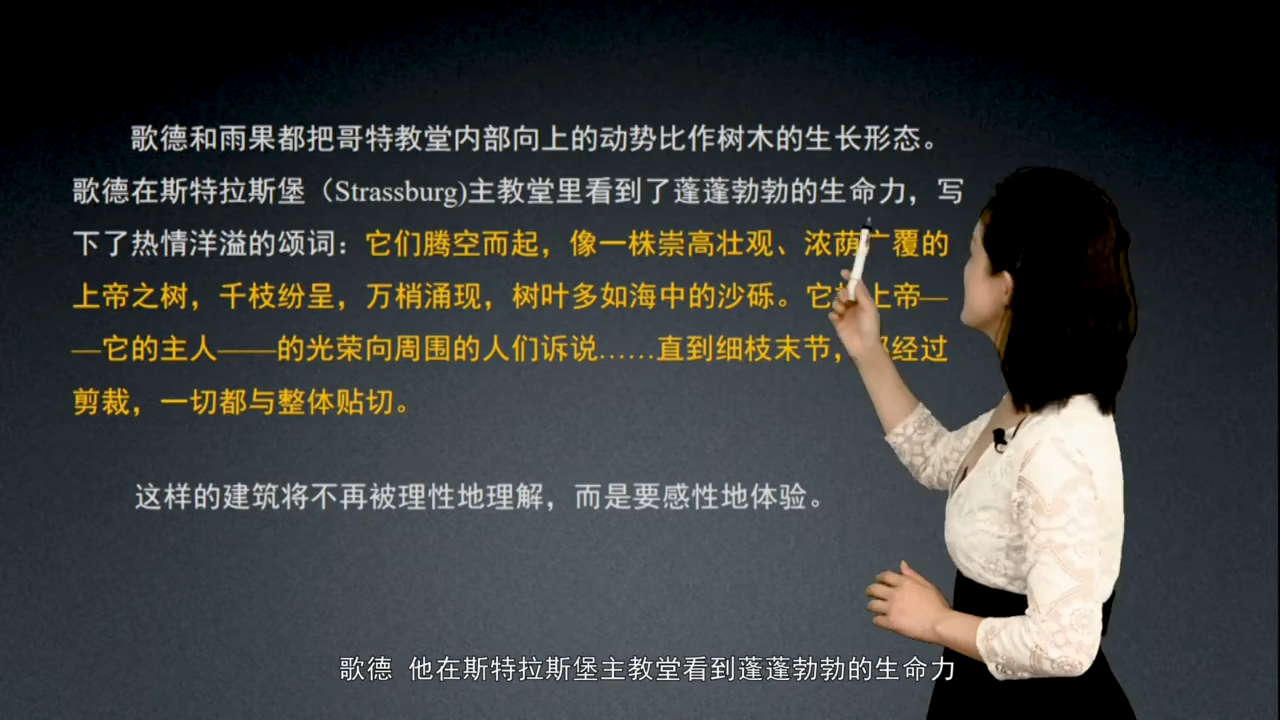 歌德和雨果都把哥特教堂内部向上的动势比作树木的生长形态。
歌德在斯特拉斯堡（Strassburg)主教堂里看到了蓬蓬勃勃的生命力，写
下了热情洋溢的颂词：它们腾空而起，像一株崇高壮观、浓荫广覆的
上帝之树，千枝纷呈，万梢涌现，树叶多如海中的沙砾。它 上帝—
—它的主人——的光荣向周围的人们诉说……直到细枝末节， 经过
剪裁，一切都与整体贴切。
这样的建筑将不再被理性地理解，而是要感性地体验。
歌德 他在斯特拉斯堡主教堂看到蓬蓬勃勃的生命力